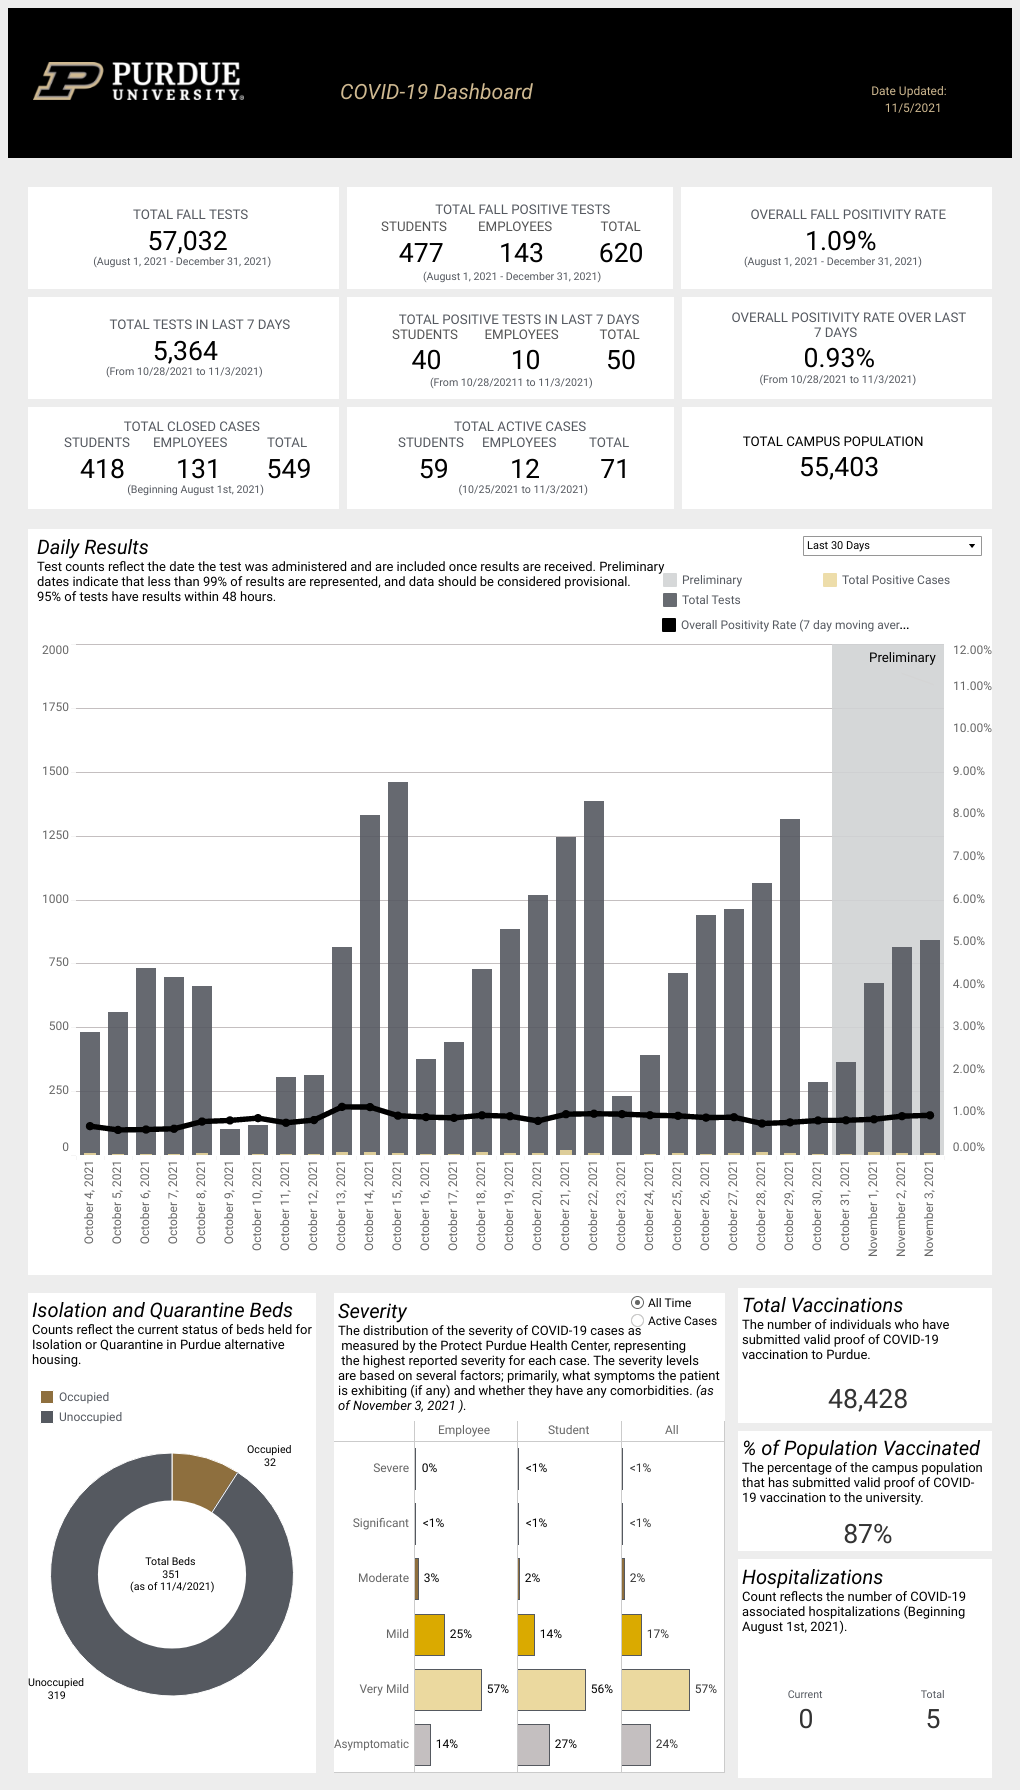 PURDUE
UNIVERSITY®
COVID-19 Dashboard
Date Updated:
11/5/2021
TOTAL FALL TESTS
57,032
(August 1, 2021 - December 31, 2021)
TOTAL FALL POSITIVE TESTS
STUDENTS EMPLOYEES TOTAL
477 143 620
(August 1, 2021 - December 31, 2021)
OVERALL FALL POSITIVITY RATE
1.09%
(August 1, 2021 - December 31, 2021)
TOTAL TESTS IN LAST 7 DAYS
5,364
(From 10/28/2021 to 11/3/2021)
TOTAL POSITIVE TESTS IN LAST 7 DAYS
STUDENTS EMPLOYEES TOTAL
40 10 50
(From 10/28/20211 to 11/3/2021)
OVERALL POSITIVITY RATE OVER LAST
7 DAYS
0.93%
(From 10/28/2021 to 11/3/2021)
TOTAL CLOSED CASES
STUDENTS EMPLOYEES TOTAL
418 131 549
(Beginning August 1st, 2021)
TOTAL ACTIVE CASES
STUDENTS EMPLOYEES TOTAL
59 12 71
(10/25/2021 to 11/3/2021)
TOTAL CAMPUS POPULATION
55,403
Daily Results
Test counts reflect the date the test was administered and are included once results are received. Preliminary
dates indicate that less than 99% of results are represented, and data should be considered provisional.
95% of tests have results within 48 hours.
Last 30 Days
Preliminary
Total Positive Cases
Total Tests
Overall Positivity Rate (7 day moving aver...
Preliminary
2000
1750
1500
1250
1000
750
500
250
0
12.00%
11.00%
10.00%
9.00%
8.00%
7.00%
6.00%
5.00%
4.00%
3.00%
2.00%
1.00%
0.00%
October 4, 2021
October 5, 2021
October 6, 2021
October 7, 2021
October 8, 2021
October 9, 2021
October 10, 2021
October 11, 2021
October 12, 2021
October 13, 2021
October 14, 2021
October 15, 2021
October 16, 2021
October 17, 2021
October 18, 2021
October 19, 2021
October 20, 2021
October 21, 2021
October 22, 2021
October 23, 2021
October 24, 2021
October 25, 2021
October 26, 2021
October 27, 2021
October 28, 2021
October 29, 2021
October 30, 2021
October 31, 2021
November 1, 2021
November 2, 2021
November 3, 2021
Isolation and Quarantine Beds
Counts reflect the current status of beds held for
Isolation or Quarantine in Purdue alternative
housing.
Occupied
Unoccupied
Occupied
32
Total Beds
351
(as of 11/4/2021)
Unoccupied
319
Severity
All Time
Active Cases
The distribution of the severity of COVID-19 cases as
measured by the Protect Purdue Health Center, representing
the highest reported severity for each case. The severity levels
are based on several factors; primarily, what symptoms the patient
is exhibiting (if any) and whether they have any comorbidities. (as
of November 3, 2021 ).
Employee Student All
Severe 0% <1% <1%
Significant <1% <1% <1%
Moderate 3% 2% 2%
Mild 25% 14% 17%
Very Mild 57% 56% 57%
Asymptomatic 14% 27% 24%
Total Vaccinations
The number of individuals who have
submitted valid proof of COVID-19
vaccination to Purdue.
48,428
% of Population Vaccinated
The percentage of the campus population
that has submitted valid proof of COVID-
19 vaccination to the university.
87%
Hospitalizations
Count reflects the number of COVID-19
associated hospitalizations (Beginning
August 1st, 2021).
Current Total
0 5